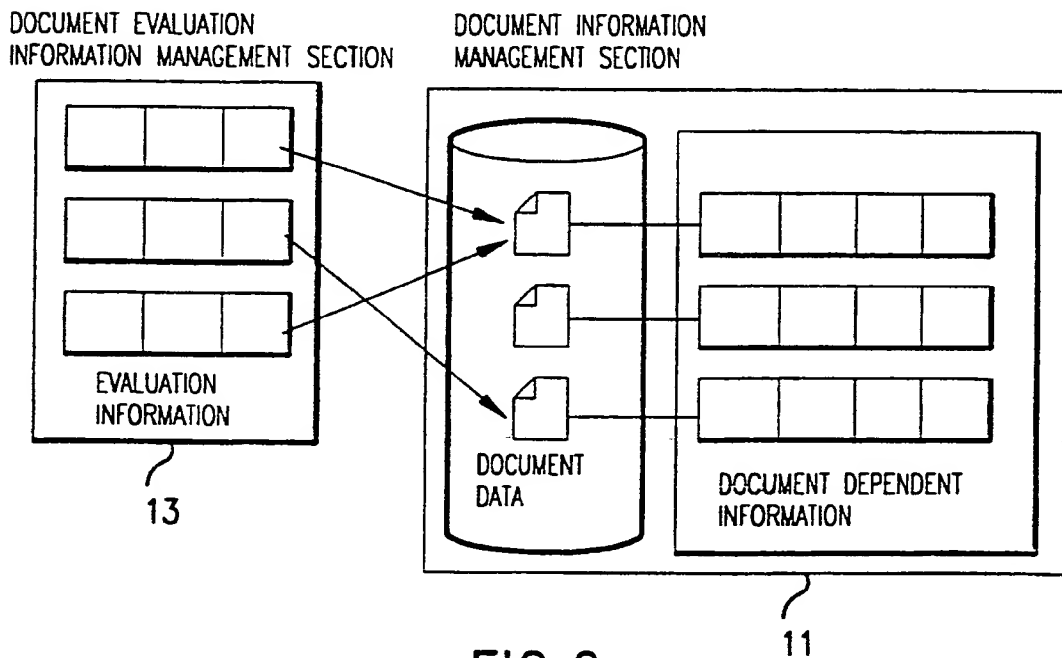 DOCUMENT EVALUATION
INFORMATION MANAGEMENT SECTION
DOCUMENT INFORMATION
MANAGEMENT SECTION
EVALUATION
INFORMATION
DOCUMENT
DATA
DOCUMENT DEPENDENT
INFORMATION
13
11